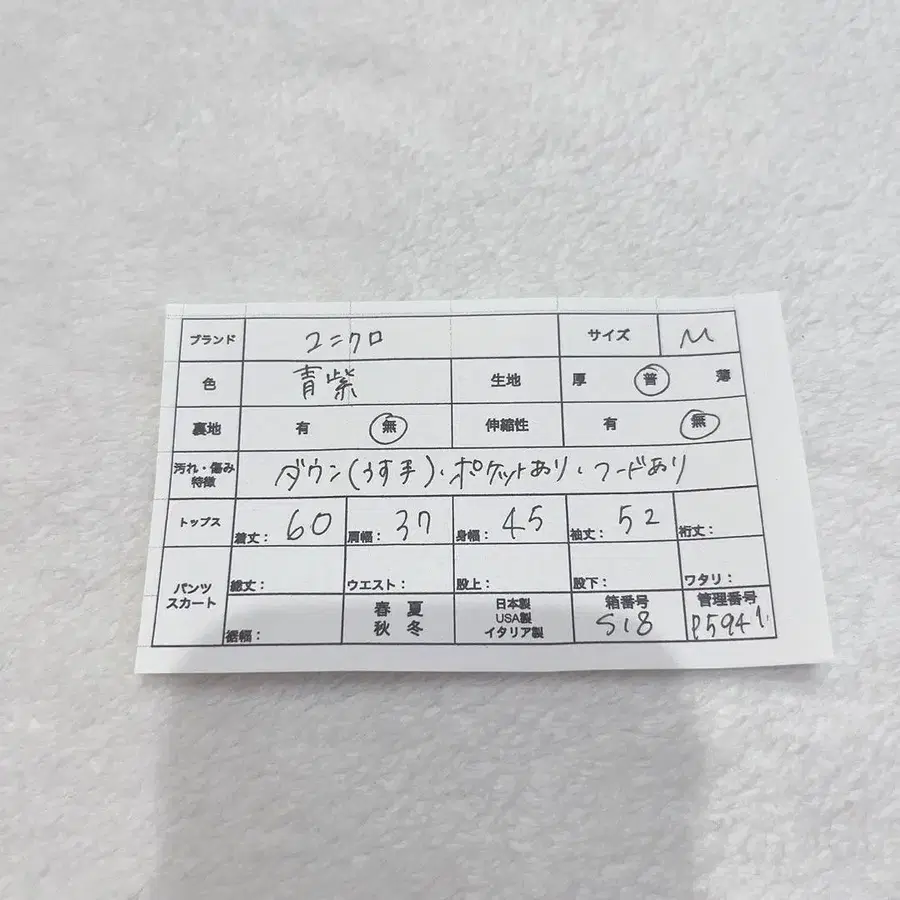 ブランド ユニクロ サイズ M
色 青紫 生地 厚 普 薄
裏地 有 無 伸縮性 有 無
汚れ・傷み
特徴 ダウン(うす手)・ポケットあり・フードあり
トップス 着丈: 60 肩幅: 37 身幅: 45 袖丈: 52 裄丈:
パンツ
スカート
総丈: ウエスト: 股上: 股下: ワタリ:
裾幅:
春 夏
秋 冬
日本製
USA製
イタリア製
箱番号
S18
管理番号